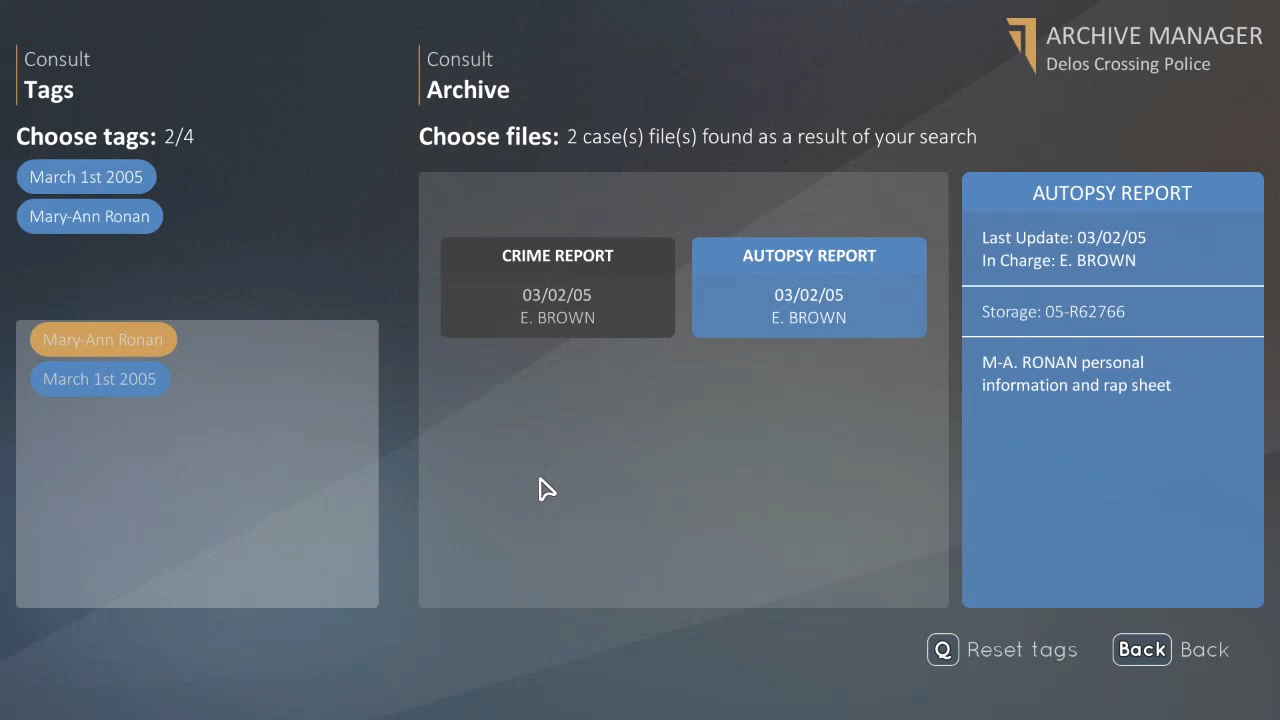 ARCHIVE MANAGER
Delos Crossing Police
Consult
Tags
Choose tags: 2/4
March 1st 2005
Mary-Ann Ronan
Mary-Ann Ronan
March 1st 2005
Consult
Archive
Choose files: 2 case(s) file(s) found as a result of your search
CRIME REPORT
03/02/05
E. BROWN
AUTOPSY REPORT
03/02/05
E. BROWN
AUTOPSY REPORT
Last Update: 03/02/05
In Charge: E. BROWN
Storage: 05-R62766
M-A. RONAN personal
information and rap sheet
Q Reset tags
Back Back